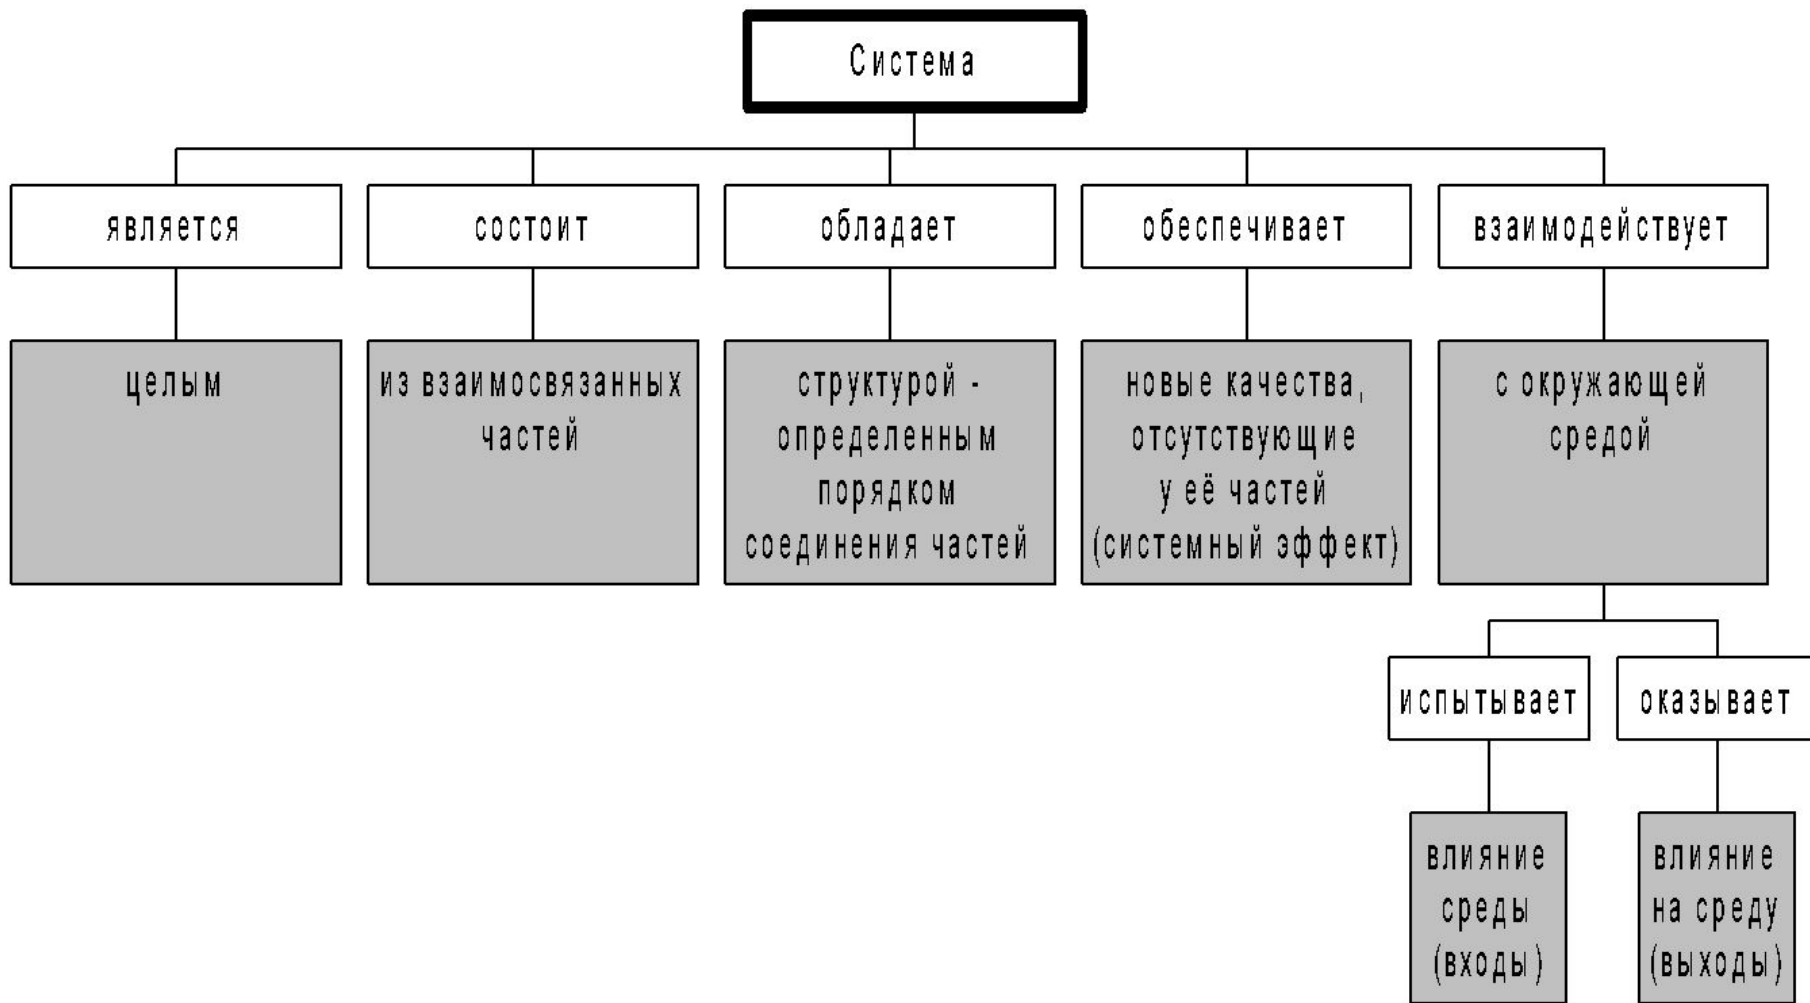 Система
является
состоит
обладает
обеспечивает
взаимодействует
целым
из взаимосвязанных
частей
структурой -
определенным
порядком
соединения частей
новые качества,
отсутствующие
у её частей
(системный эффект)
с окружающей
средой
испытывает
оказывает
влияние
среды
(входы)
влияние
на среду
(выходы)